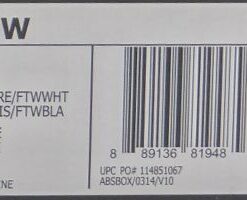 W
RE/FTWWHT
IS/FTWBLA
E
NE
8 89136 81948
UPC PO# 114851067
ABSBOX/0314/V10